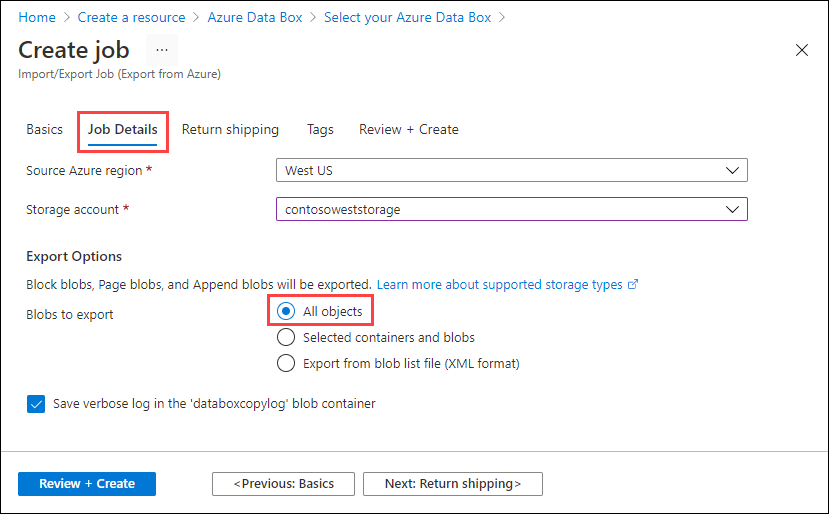 Home > Create a resource > Azure Data Box > Select your Azure Data Box >
Create job ...
Import/Export Job (Export from Azure)
Basics Job Details Return shipping Tags Review + Create
Source Azure region * West US
Storage account * contosoweststorage
Export Options
Block blobs, Page blobs, and Append blobs will be exported. Learn more about supported storage types
Blobs to export All objects
Selected containers and blobs
Export from blob list file (XML format)
Save verbose log in the 'databoxcopylog' blob container
Review + Create <Previous: Basics Next: Return shipping>